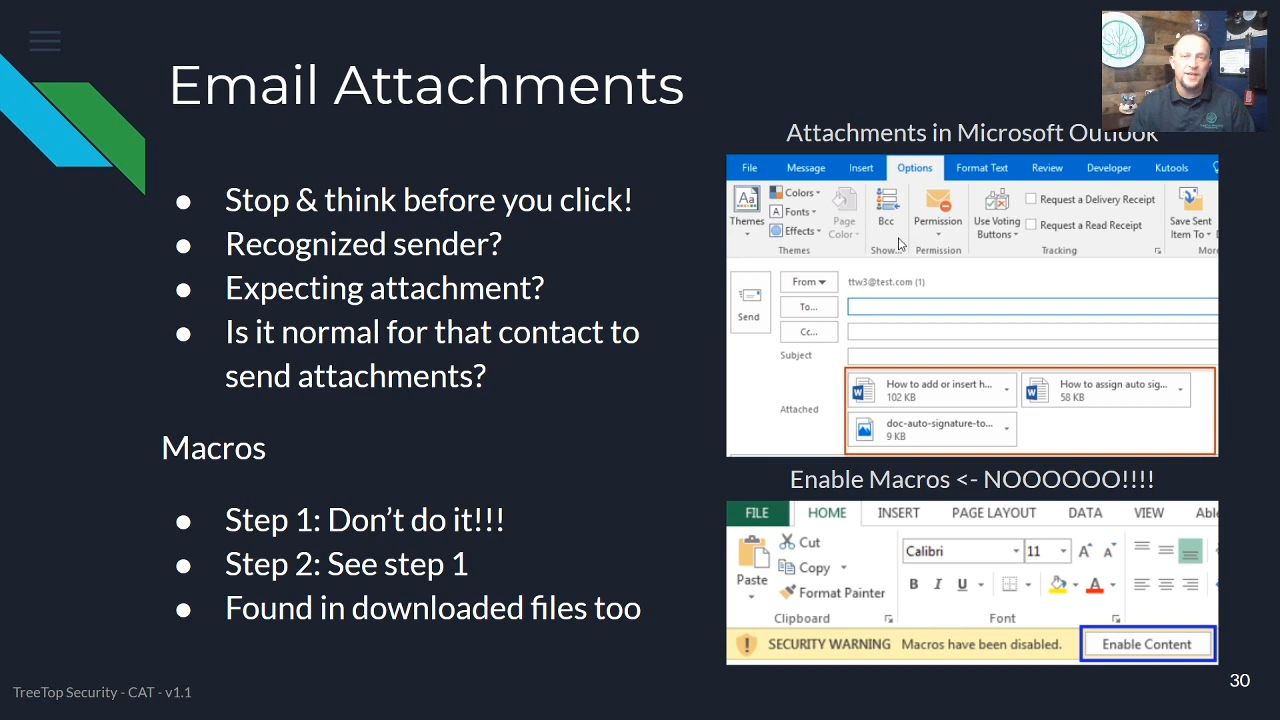 Email Attachments
● Stop & think before you click!
● Recognized sender?
● Expecting attachment?
● Is it normal for that contact to
send attachments?
Macros
● Step 1: Don’t do it!!!
● Step 2: See step 1
● Found in downloaded files too
Attachments in Microsoft Outlook
File Message Insert Options Format Text Review Developer Kutools
Aa Colors Fonts Effects Page Color Bcc Permission Use Voting Buttons Request a Delivery Receipt
Request a Read Receipt Save Sent Item To
Themes
Themes Show... Permission Tracking More
Send
From ttw3@test.com (1)
To...
Cc...
Subject
Attached
How to add or insert h...
102 KB
How to assign auto sig...
58 KB
doc-auto-signature-to...
9 KB
Enable Macros <- NOOOOOO!!!!
FILE HOME INSERT PAGE LAYOUT DATA VIEW Able
Cut
Copy
Format Painter
Paste
Calibri 11 A A
B I U A
Clipboard Font
SECURITY WARNING Macros have been disabled. Enable Content
TreeTop Security - CAT - v1.1
30